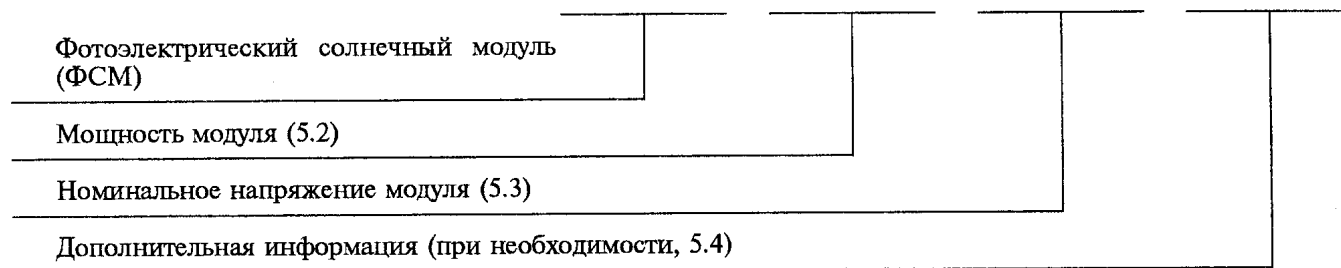 Фотоэлектрический солнечный модуль
(ФСМ)
Мощность модуля (5.2)
Номинальное напряжение модуля (5.3)
Дополнительная информация (при необходимости, 5.4)